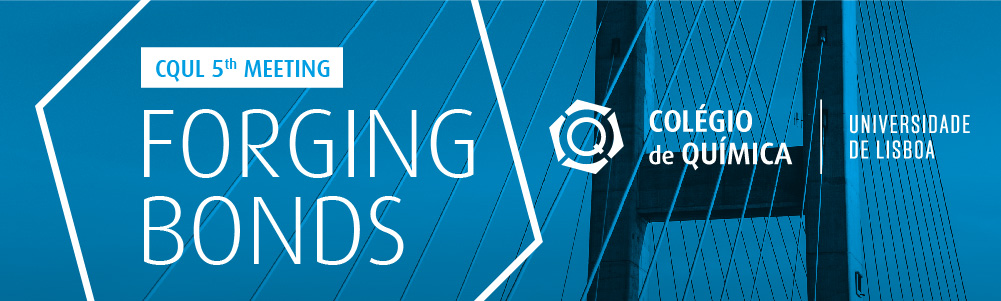 CQUL 5th MEETING
FORGING
BONDS
COLÉGIO
de QUÍMICA
UNIVERSIDADE
DE LISBOA